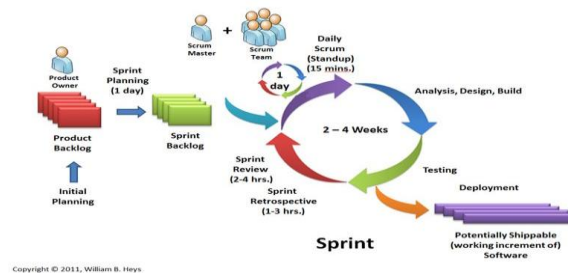 Scrum
Master
+
Scrum
Team
Daily
Scrum
(Standup)
(15 mins.)
Product
Owner
Sprint
Planning
(1 day)
1
day
Analysis, Design, Build
Product
Backlog
Sprint
Backlog
2 – 4 Weeks
Initial
Planning
Sprint
Review
(2-4 hrs.)
Sprint
Retrospective
(1-3 hrs.)
Testing
Deployment
Sprint
Potentially Shippable
(working increment of)
Software
Copyright © 2011, William B. Heys